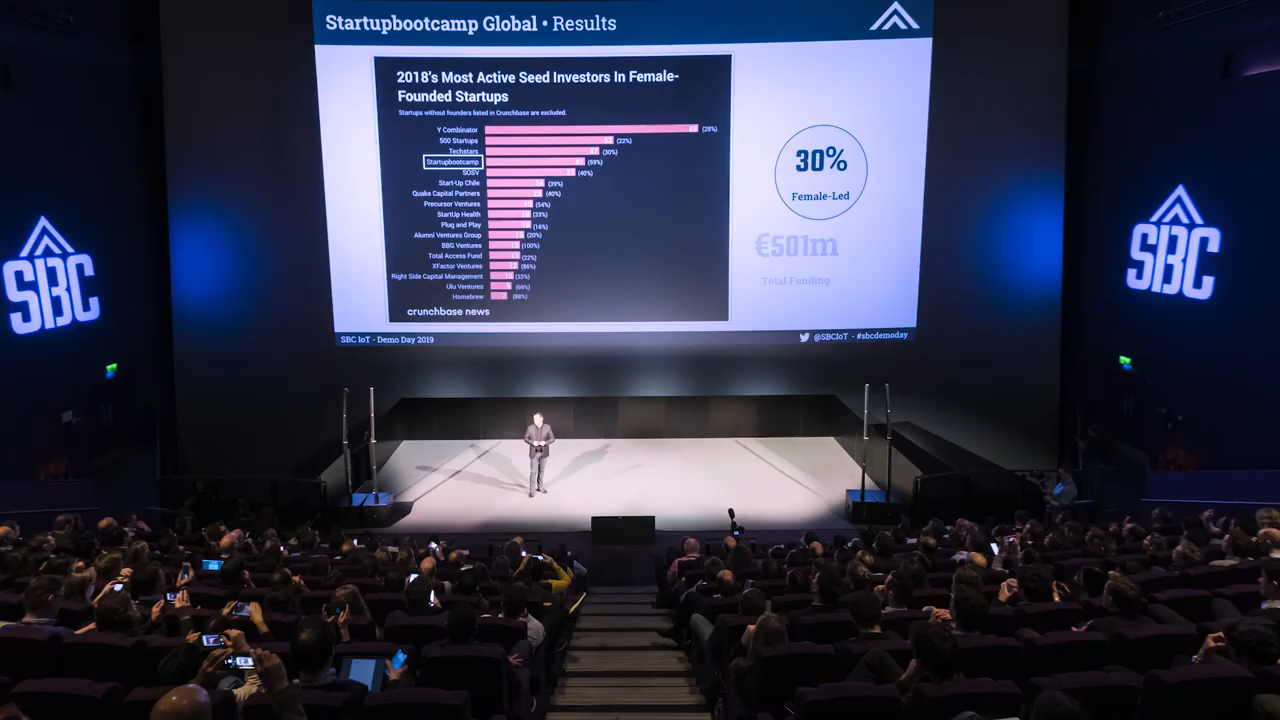 Startupbootcamp Global • Results
2018's Most Active Seed Investors In Female-
Founded Startups
Startups without founders listed in Crunchbase are excluded.
Y Combinator (28%)
500 Startups (22%)
Techstars (30%)
Startupbootcamp (59%)
SOSV (40%)
Start-Up Chile (39%)
Quake Capital Partners (40%)
Precursor Ventures (54%)
StartUp Health (33%)
Plug and Play (16%)
Alumni Ventures Group (20%)
BBG Ventures (100%)
Total Access Fund (22%)
XFactor Ventures (86%)
Right Side Capital Management (33%)
Ulu Ventures (69%)
Homebrew (88%)
crunchbase news
30%
Female-Led
€501m
Total Funding
SBC IoT - Demo Day 2019
@SBCIoT - #sbcdemoday
SBC
SBC